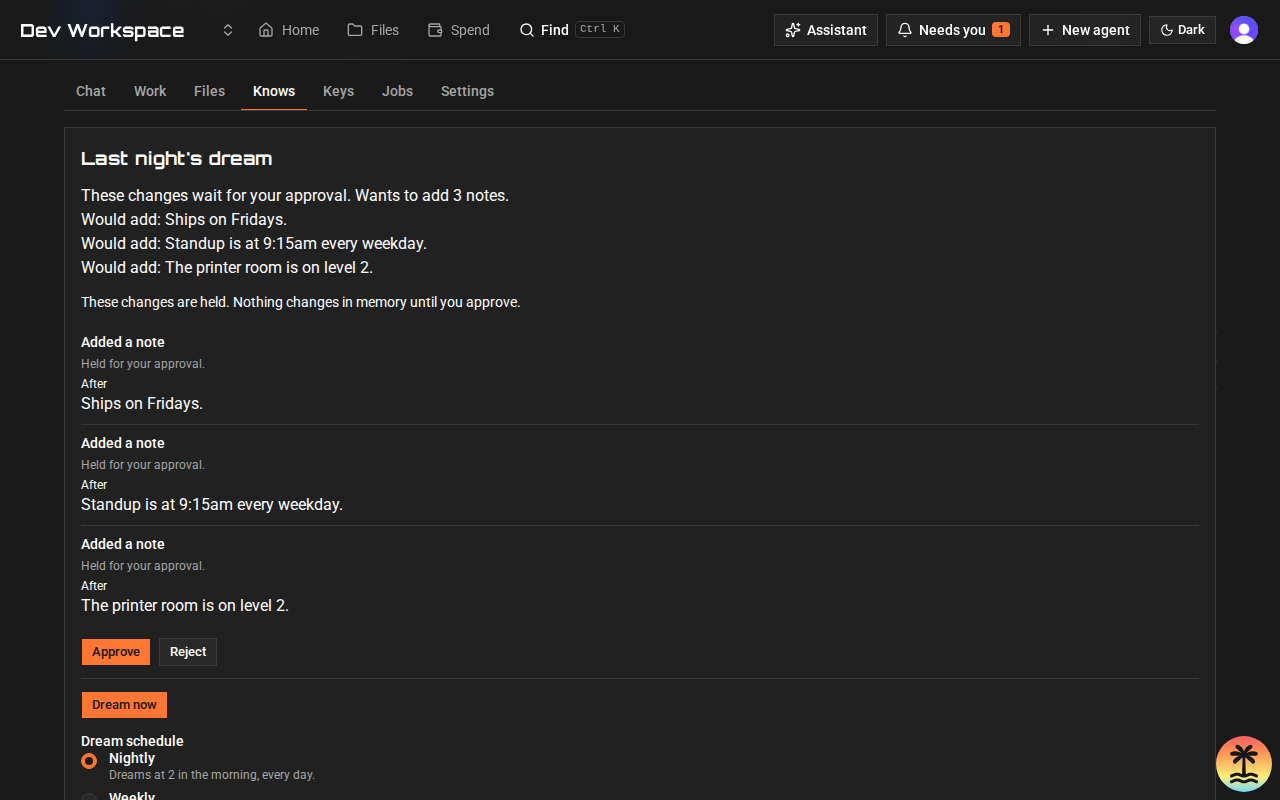 Dev Workspace
Home
Files
Spend
Find
Ctrl K
Assistant
Needs you 1
New agent
Dark
Chat
Work
Files
Knows
Keys
Jobs
Settings
Last night's dream
These changes wait for your approval. Wants to add 3 notes.
Would add: Ships on Fridays.
Would add: Standup is at 9:15am every weekday.
Would add: The printer room is on level 2.
These changes are held. Nothing changes in memory until you approve.
Added a note
Held for your approval.
After
Ships on Fridays.
Added a note
Held for your approval.
After
Standup is at 9:15am every weekday.
Added a note
Held for your approval.
After
The printer room is on level 2.
Approve
Reject
Dream now
Dream schedule
Nightly
Dreams at 2 in the morning, every day.
Weekly